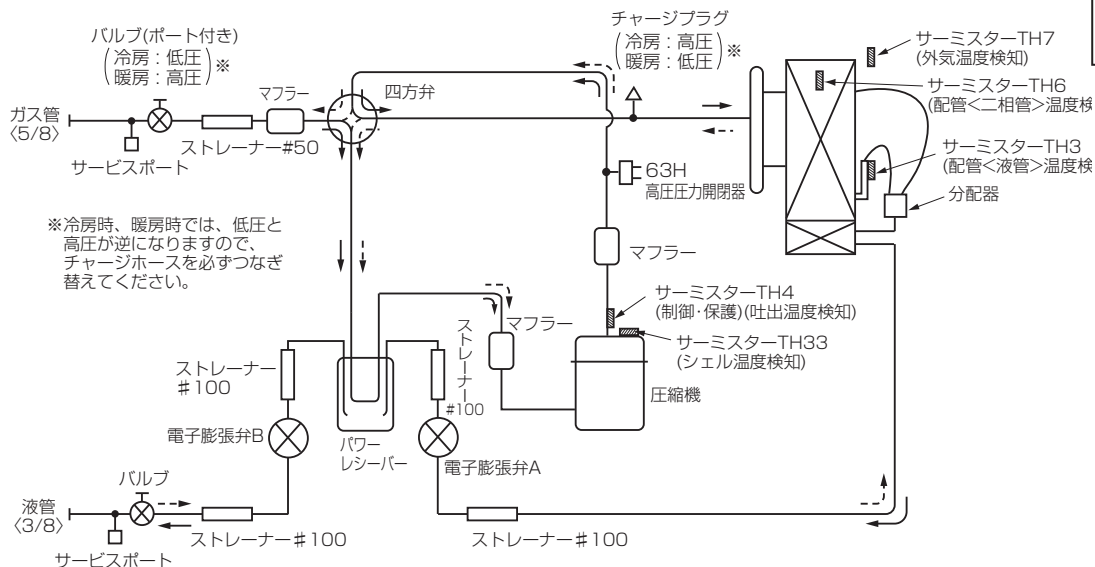 バルブ(ポート付き)
(冷房:低圧
暖房:高圧)※
チャージプラグ
(冷房:高圧
暖房:低圧)※
サーミスターTH7
(外気温度検知)
サーミスターTH6
(配管<二相管>温度検
サーミスターTH3
(配管<液管>温度検
分配器
ガス管
〈5/8〉
マフラー
四方弁
ストレーナー#50
サービスポート
63H
高圧圧力開閉器
※冷房時、暖房時では、低圧と
高圧が逆になりますので、
チャージホースを必ずつなぎ
替えてください。
マフラー
サーミスターTH4
(制御・保護)(吐出温度検知)
サーミスターTH33
(シェル温度検知)
マフラー
ストレーナー
#100
ストレーナー
#100
圧縮機
電子膨張弁B
パワー
レシーバー
電子膨張弁A
バルブ
液管
〈3/8〉
ストレーナー#100
ストレーナー#100
サービスポート